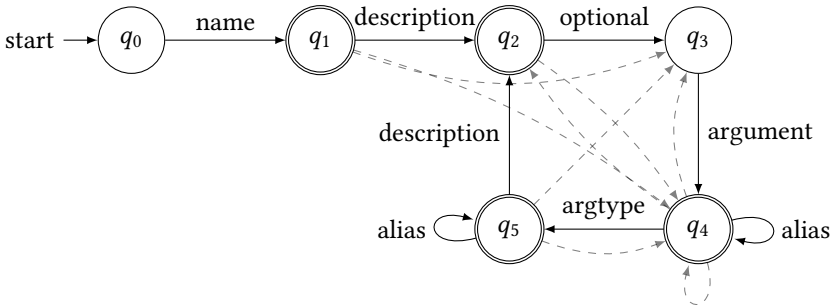 name description optional
start q0 q1 q2 q3
description argument
argtype
alias q5 q4 alias